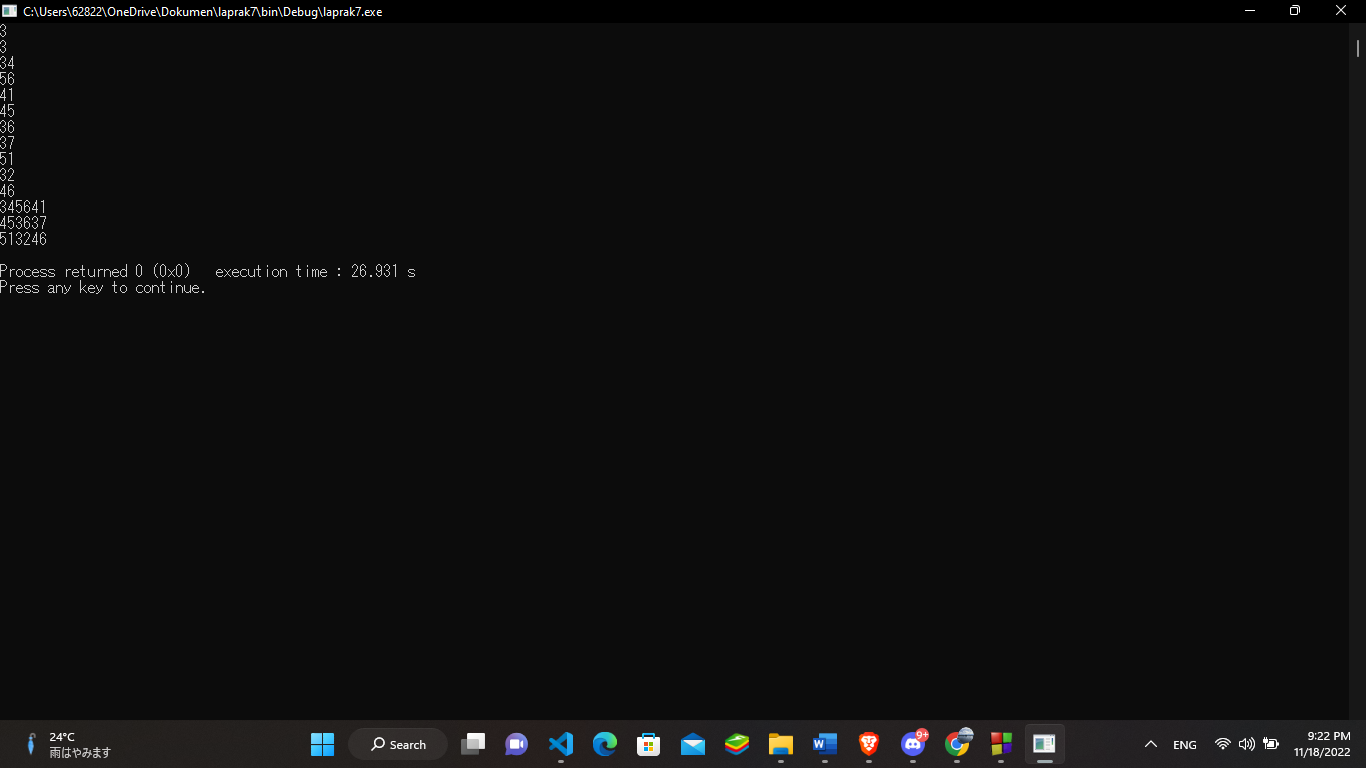 C:\Users\62822\OneDrive\Dokumen\laprak7\bin\Debug\laprak7.exe
3
3
34
56
41
45
36
37
51
32
46
345641
453637
513246
Process returned 0 (0x0)   execution time : 26.931 s
Press any key to continue.
24°C
雨はやみます
Search
9+
ENG
9:22 PM
11/18/2022